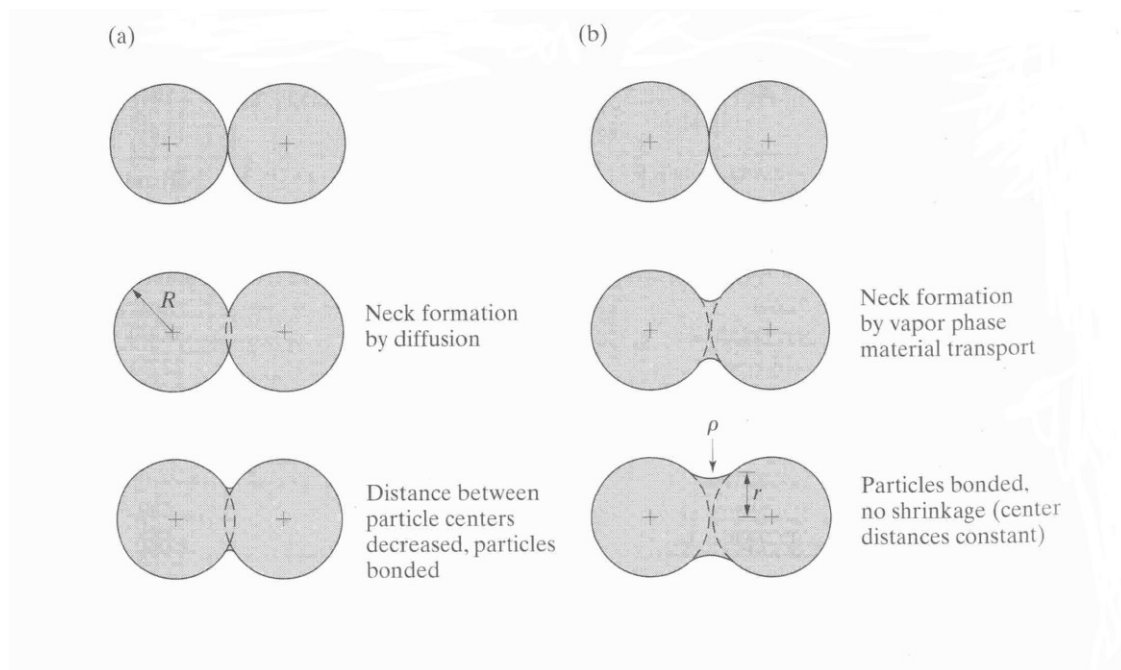 (a)
(b)
R
Neck formation
by diffusion
Neck formation
by vapor phase
material transport
ρ
r
Distance between
particle centers
decreased, particles
bonded
Particles bonded,
no shrinkage (center
distances constant)